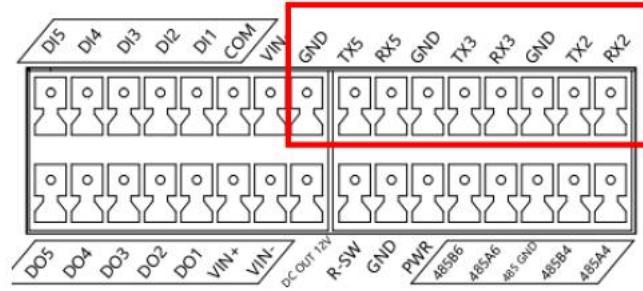 DI5 DI4 DI3 DI2 DI1 COM VIN GND TX5 RX5 GND TX3 RX3 GND TX2 RX2
DO5 DO4 DO3 DO2 DO1 VIN+ VIN- DC OUT 12V R-SW GND PWR 485B6 485A6 485 GND 485B4 485A4